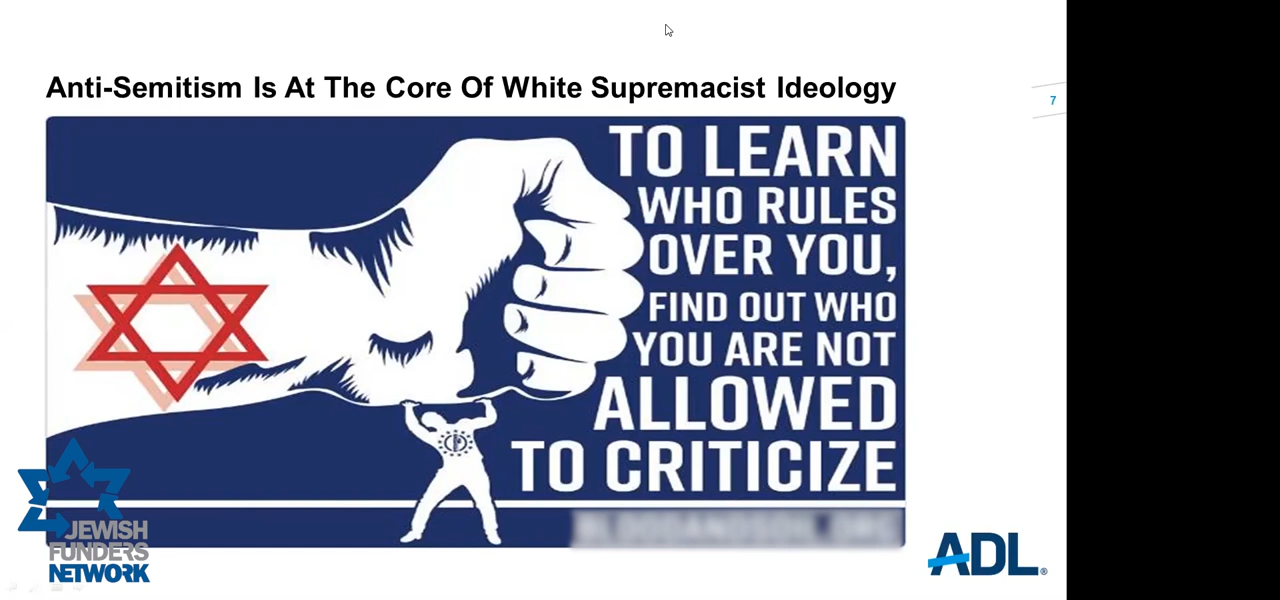 Anti-Semitism Is At The Core Of White Supremacist Ideology
7
TO LEARN
WHO RULES
OVER YOU,
FIND OUT WHO
YOU ARE NOT
ALLOWED
TO CRITICIZE
JEWISH
FUNDERS
NETWORK
ADL®